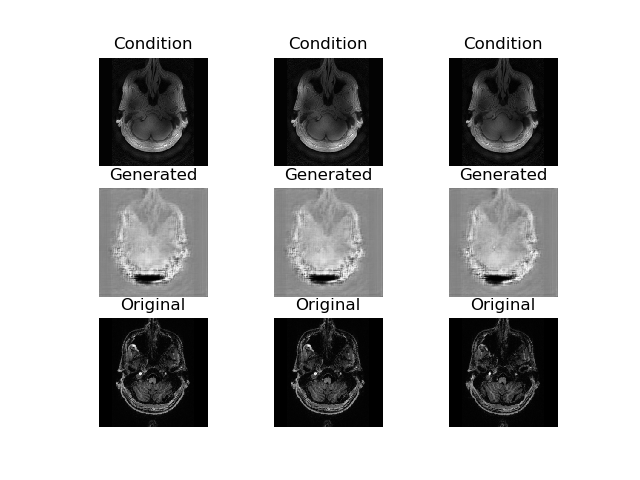 Condition Condition Condition
Generated Generated Generated
Original Original Original